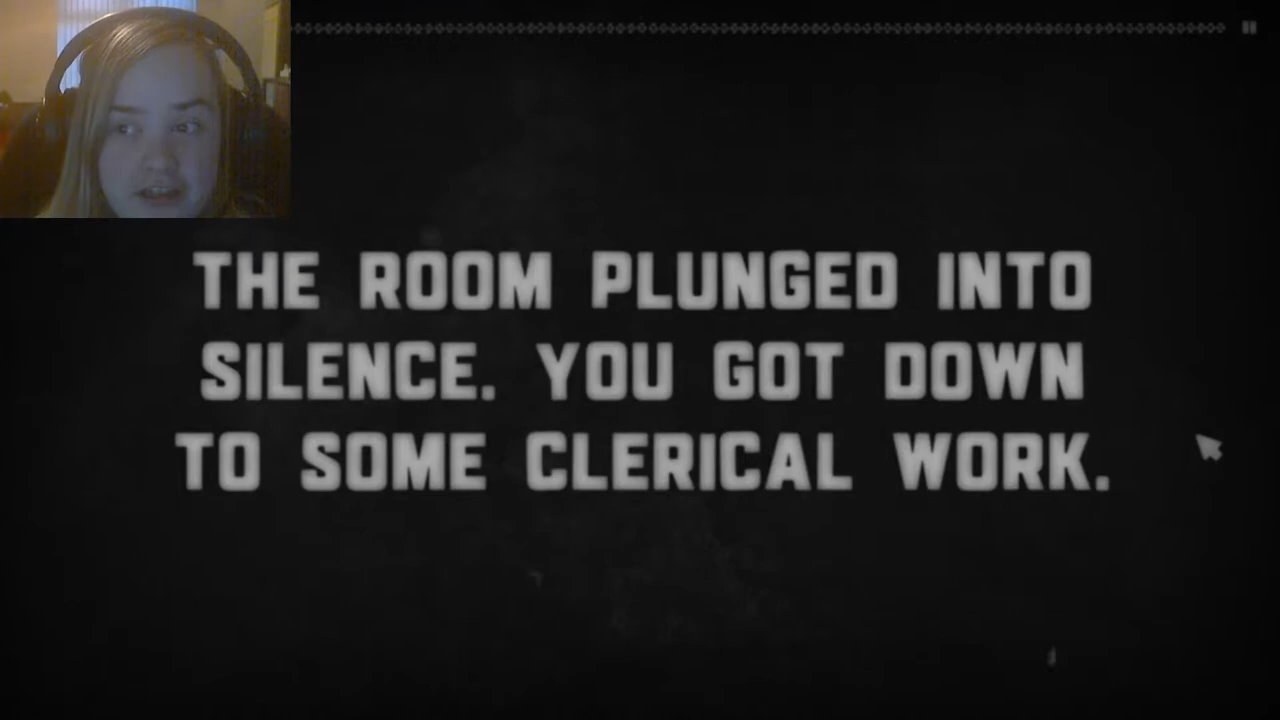 THE ROOM PLUNGED INTO
SILENCE. YOU GOT DOWN
TO SOME CLERICAL WORK.